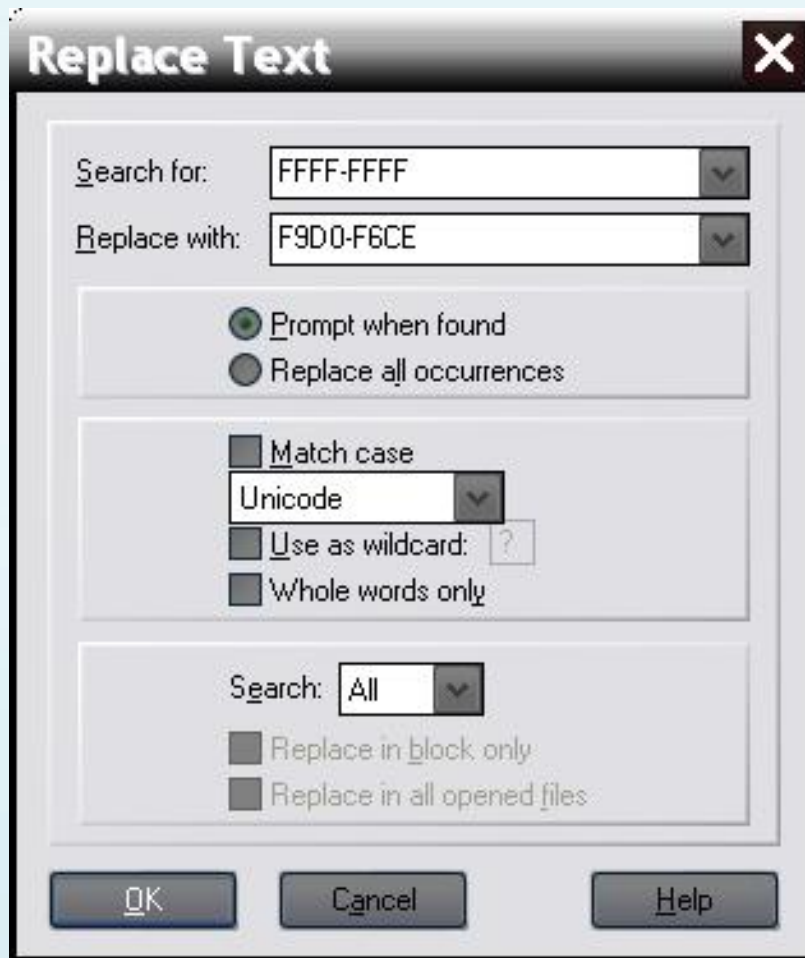 Replace Text
Search for: FFFF-FFFF
Replace with: F9D0-F6CE
Prompt when found
Replace all occurrences
Match case
Unicode
Use as wildcard: ?
Whole words only
Search: All
Replace in block only
Replace in all opened files
OK Cancel Help